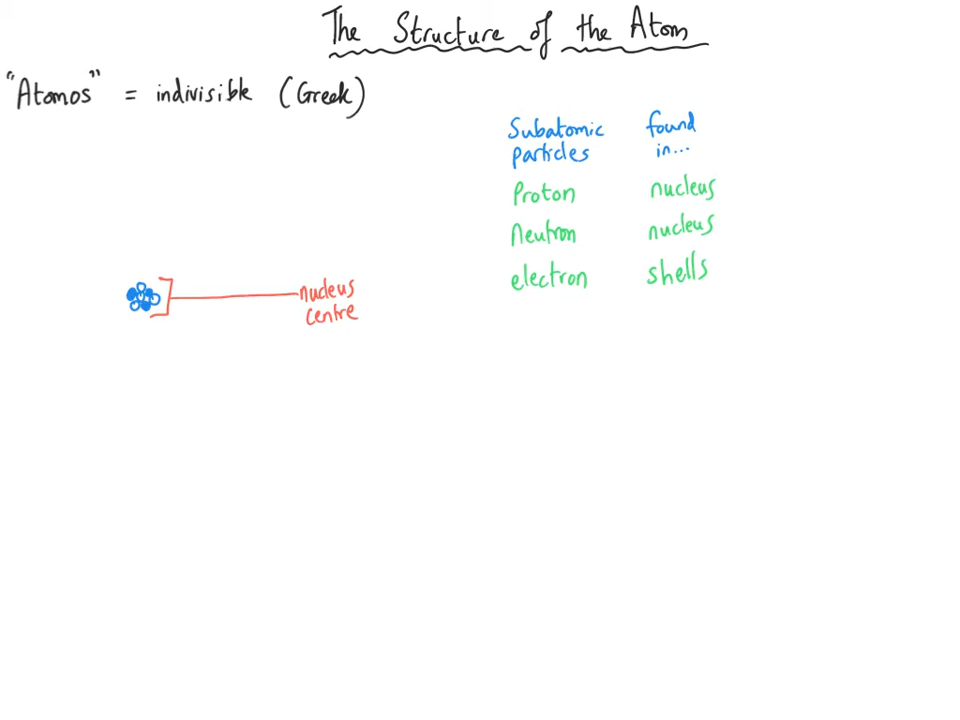 The Structure of the Atom
"Atomos" = indivisible (Greek)
Subatomic particles found in...
Proton nucleus
Neutron nucleus
electron shells
nucleus
centre